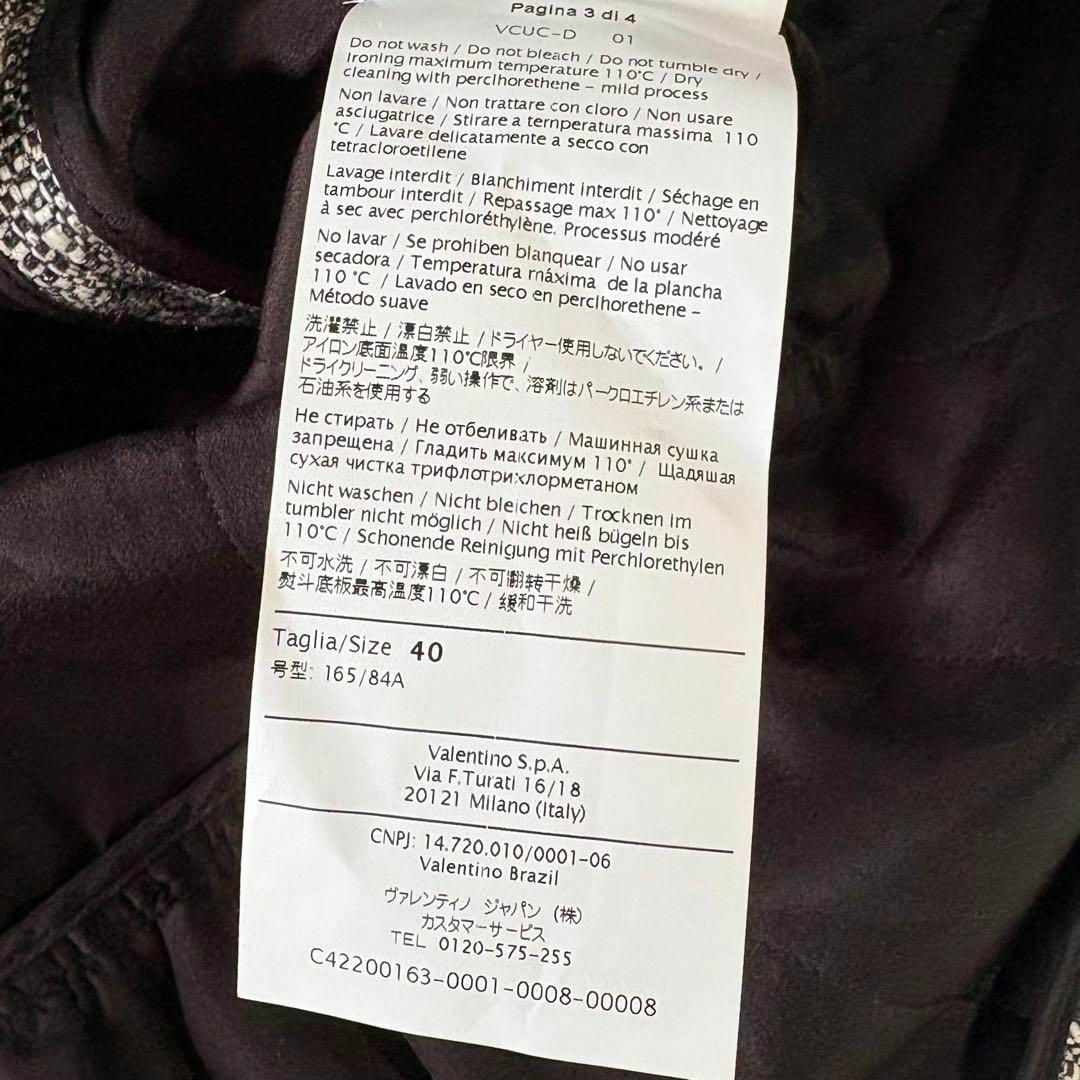 Pagina 3 di 4
VCUC-D 01
Do not wash / Do not bleach / Do not tumble dry /
Ironing maximum temperature 110°C / Dry
cleaning with perclhorethene - mild process
Non lavare / Non trattare con cloro / Non usare
asciugatrice / Stirare a temperatura massima 110
°C / Lavare delicatamente a secco con
tetracloroetilene
Lavage interdit / Blanchiment interdit / Séchage en
tambour interdit / Repassage max 110° / Nettoyage
à sec avec perchloréthylène. Processus modéré
No lavar / Se prohiben blanquear / No usar
secadora / Temperatura máxima de la plancha
110 °C / Lavado en seco en perclhorethene -
Método suave
洗濯禁止 / 漂白禁止 / ドライヤー使用しないでください。 /
アイロン底面温度110℃限界 /
ドライクリーニング、弱い操作で、溶剤はパークロエチレン系または
石油系を使用する
Не стирать / Не отбеливать / Машинная сушка
запрещена / Гладить максимум 110° / Щадяшая
сухая чистка трифлотрихлорметаном
Nicht waschen / Nicht bleichen / Trocknen im
tumbler nicht möglich / Nicht heiß bügeln bis
110°C / Schonende Reinigung mit Perchlorethylen
不可水洗 / 不可漂白 / 不可翻转干燥 /
熨斗底板最高温度110℃ / 缓和干洗
Taglia/Size 40
号型: 165/84A
Valentino S.p.A.
Via F.Turati 16/18
20121 Milano (Italy)
CNPJ: 14.720.010/0001-06
Valentino Brazil
ヴァレンティノ ジャパン (株)
カスタマーサービス
TEL 0120-575-255
C42200163-0001-0008-00008